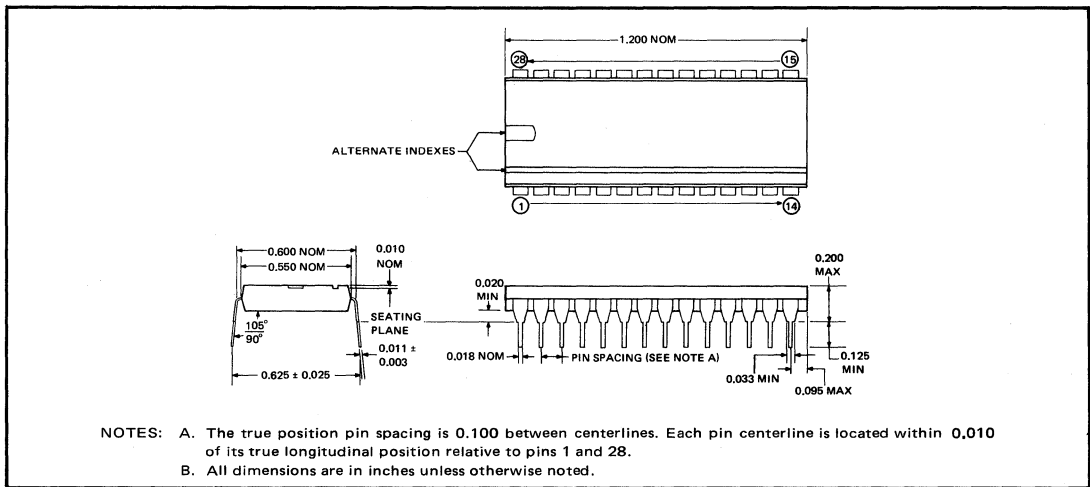 1.200 NOM
28
15
ALTERNATE INDEXES
1
14
0.600 NOM
0.010
NOM
0.550 NOM
0.200
MAX
0.020
MIN
SEATING
PLANE
105°
90°
0.011 ±
0.003
0.018 NOM
PIN SPACING (SEE NOTE A)
0.125
MIN
0.033 MIN
0.625 ± 0.025
0.095 MAX
NOTES: A. The true position pin spacing is 0.100 between centerlines. Each pin centerline is located within 0.010
of its true longitudinal position relative to pins 1 and 28.
B. All dimensions are in inches unless otherwise noted.